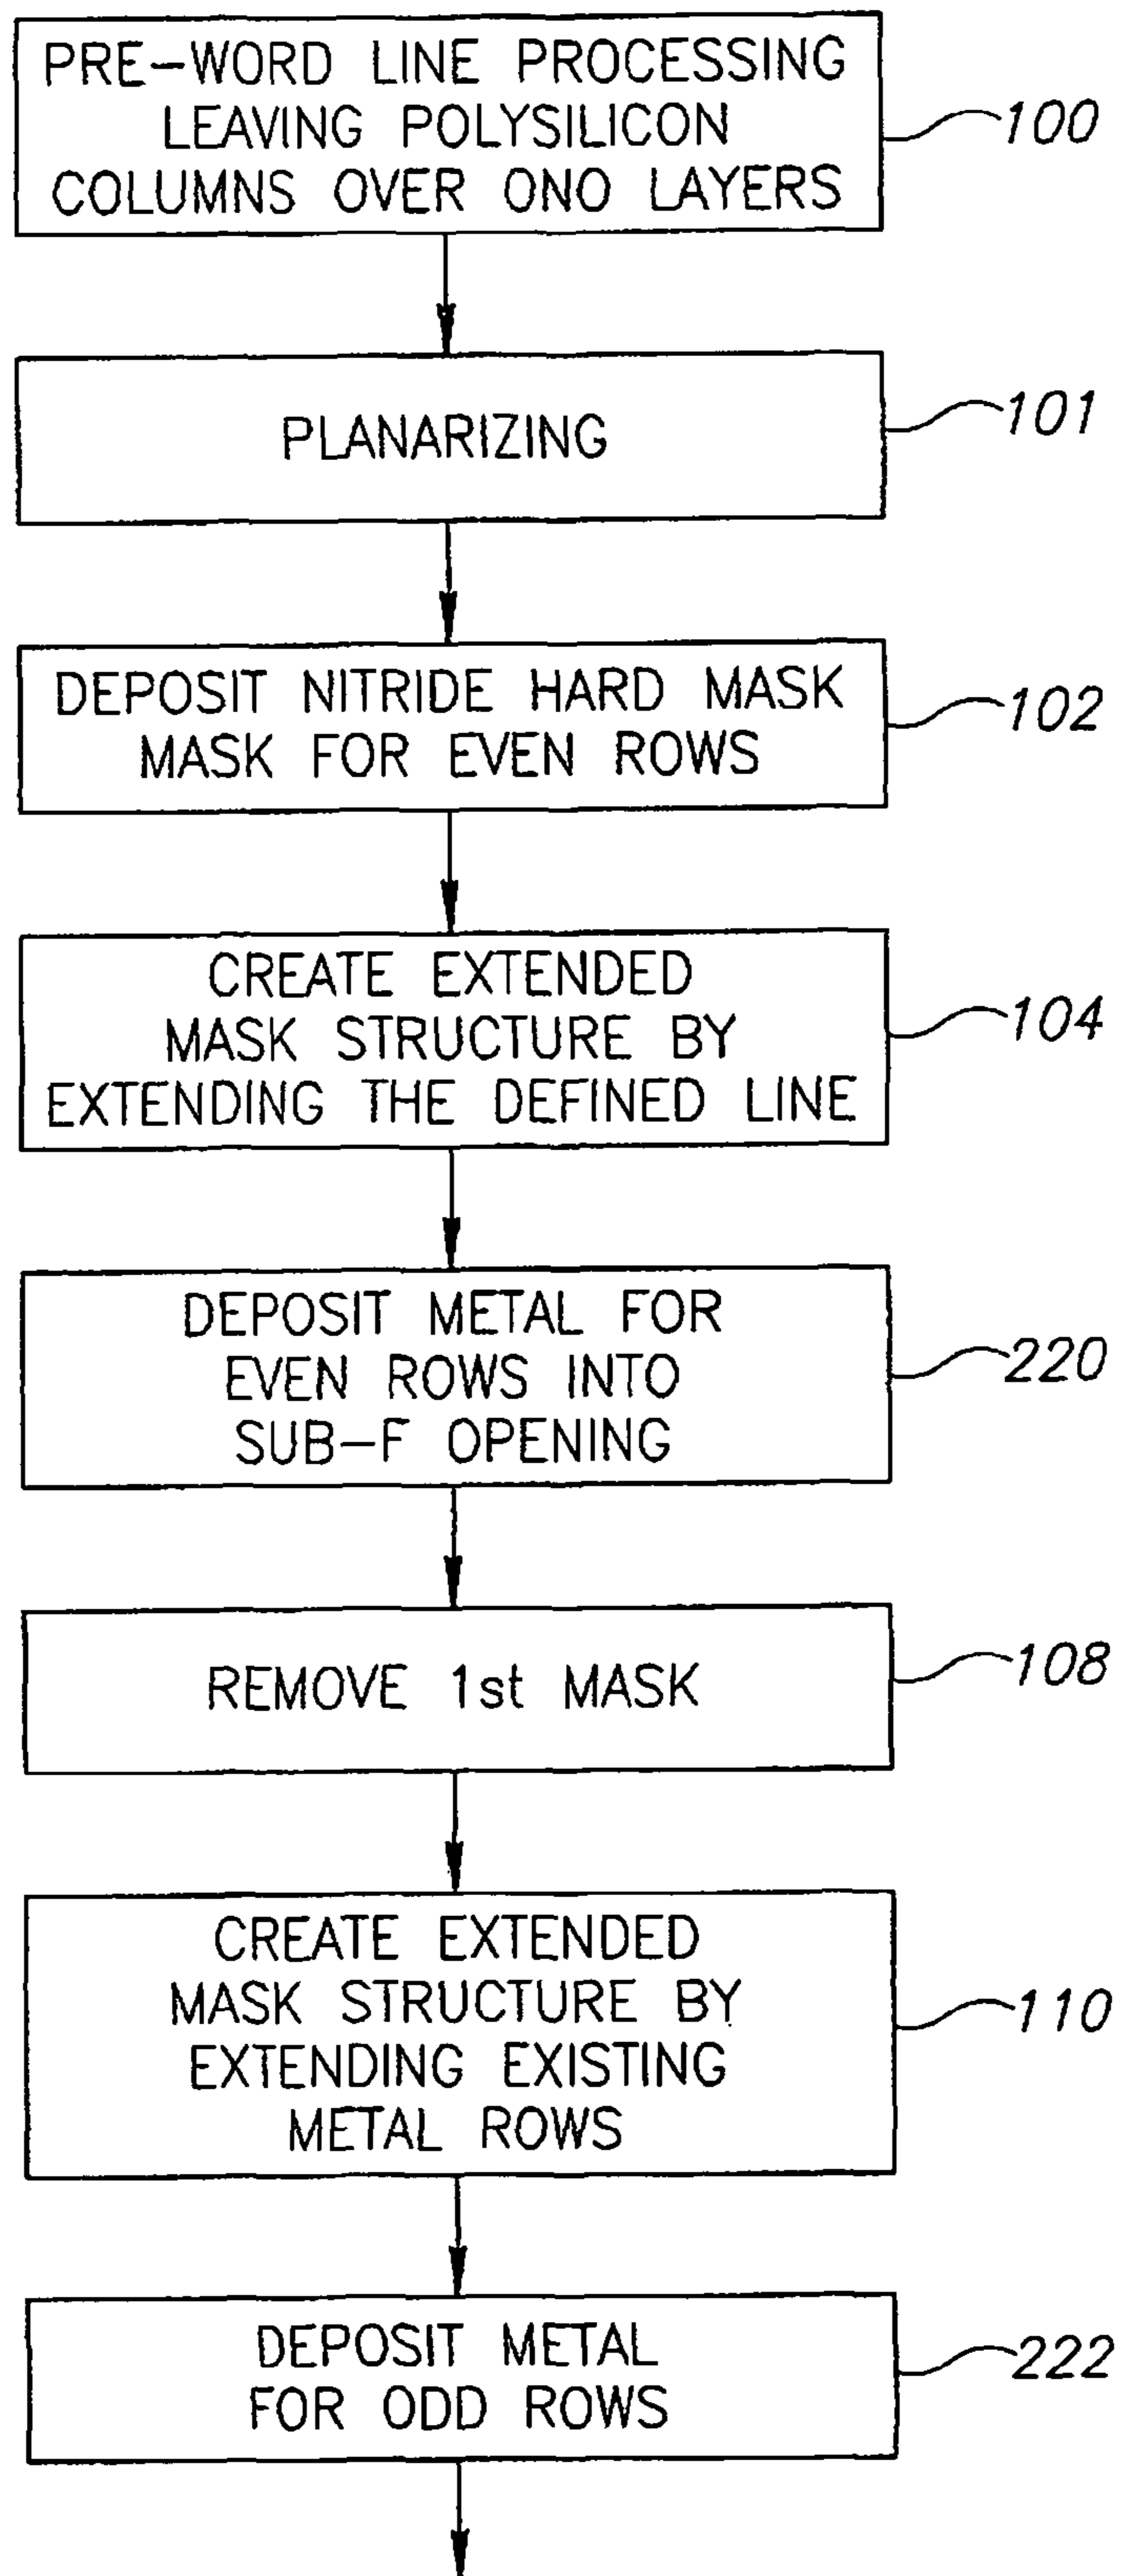 PRE-WORD LINE PROCESSING
LEAVING POLYSILICON
COLUMNS OVER ONO LAYERS
100
PLANARIZING
101
DEPOSIT NITRIDE HARD MASK
MASK FOR EVEN ROWS
102
CREATE EXTENDED
MASK STRUCTURE BY
EXTENDING THE DEFINED LINE
104
DEPOSIT METAL FOR
EVEN ROWS INTO
SUB-F OPENING
220
REMOVE 1st MASK
108
CREATE EXTENDED
MASK STRUCTURE BY
EXTENDING EXISTING
METAL ROWS
110
DEPOSIT METAL
FOR ODD ROWS
222